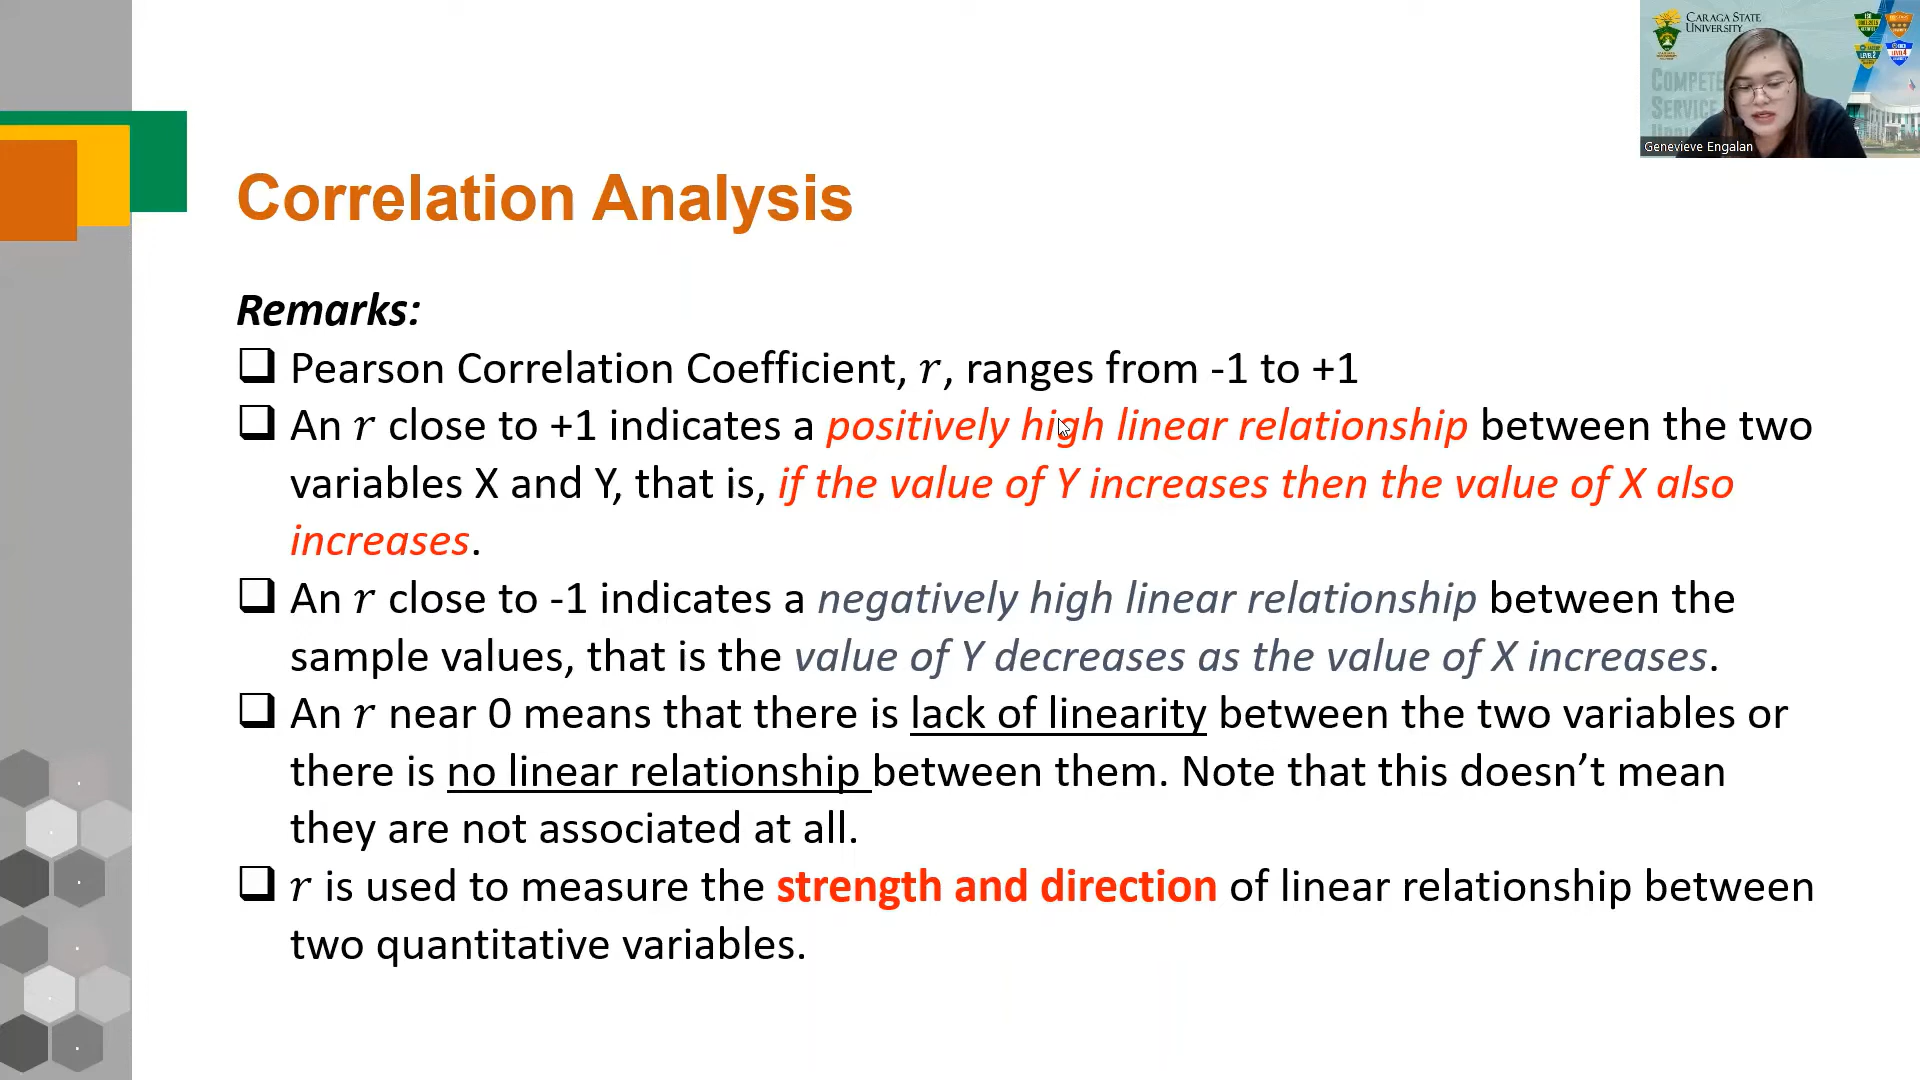 CARAGA STATE
UNIVERSITY
COMPETE
SERVICE
Genevieve Engalan
Correlation Analysis
Remarks:
❑ Pearson Correlation Coefficient, r, ranges from -1 to +1
❑ An r close to +1 indicates a positively high linear relationship between the two
variables X and Y, that is, if the value of Y increases then the value of X also
increases.
❑ An r close to -1 indicates a negatively high linear relationship between the
sample values, that is the value of Y decreases as the value of X increases.
❑ An r near 0 means that there is lack of linearity between the two variables or
there is no linear relationship between them. Note that this doesn’t mean
they are not associated at all.
❑ r is used to measure the strength and direction of linear relationship between
two quantitative variables.